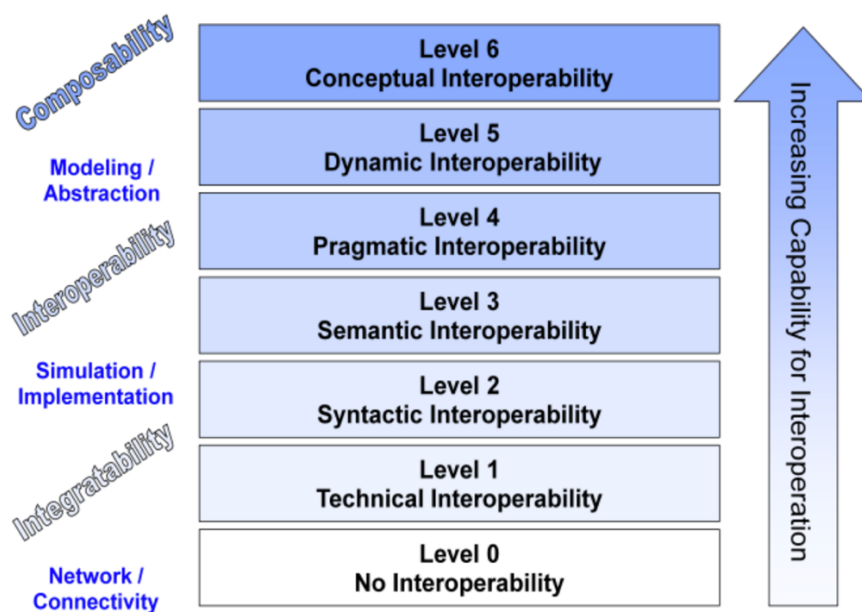 Composability
Modeling /
Abstraction
Interoperability
Simulation /
Implementation
Integratability
Network /
Connectivity
Level 6
Conceptual Interoperability
Level 5
Dynamic Interoperability
Level 4
Pragmatic Interoperability
Level 3
Semantic Interoperability
Level 2
Syntactic Interoperability
Level 1
Technical Interoperability
Level 0
No Interoperability
Increasing Capability for Interoperation